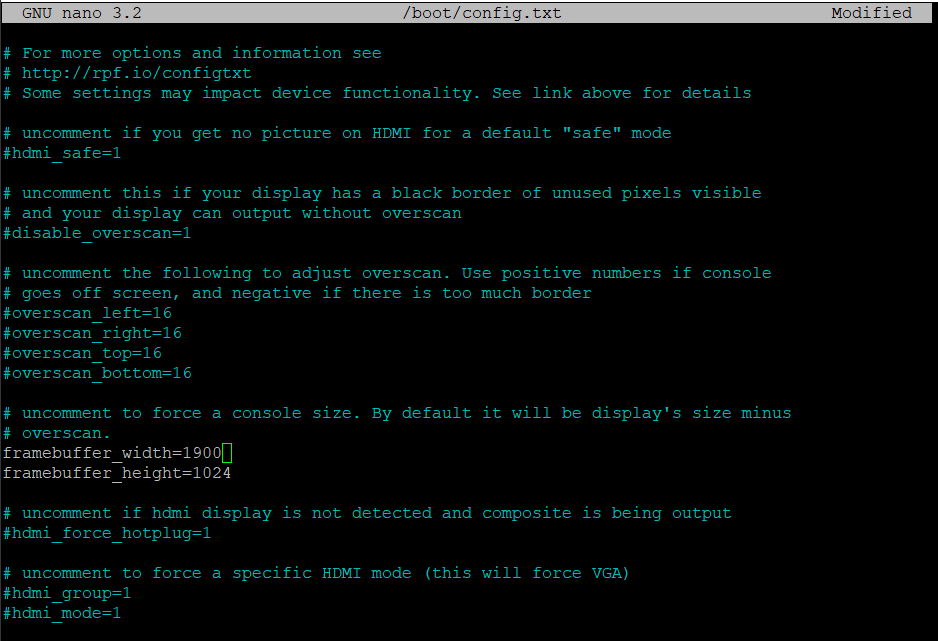 GNU nano 3.2 /boot/config.txt Modified
# For more options and information see
# http://rpf.io/configtxt
# Some settings may impact device functionality. See link above for details
# uncomment if you get no picture on HDMI for a default "safe" mode
#hdmi_safe=1
# uncomment this if your display has a black border of unused pixels visible
# and your display can output without overscan
#disable_overscan=1
# uncomment the following to adjust overscan. Use positive numbers if console
# goes off screen, and negative if there is too much border
#overscan_left=16
#overscan_right=16
#overscan_top=16
#overscan_bottom=16
# uncomment to force a console size. By default it will be display's size minus
# overscan.
framebuffer_width=1900
framebuffer_height=1024
# uncomment if hdmi display is not detected and composite is being output
#hdmi_force_hotplug=1
# uncomment to force a specific HDMI mode (this will force VGA)
#hdmi_group=1
#hdmi_mode=1